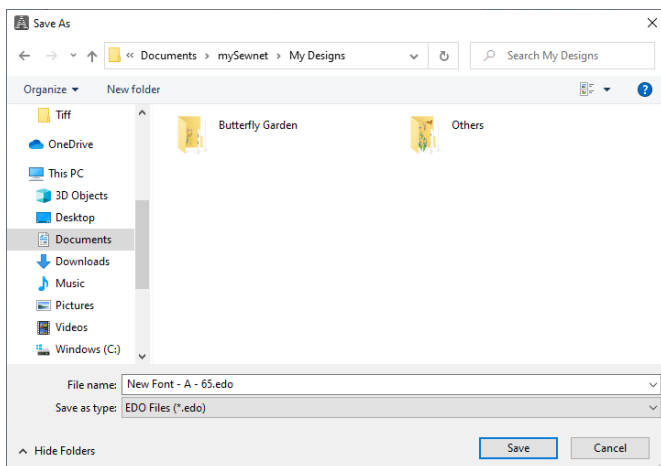 Save As
« Documents › mySewnet › My Designs
Search My Designs
Organize
New folder
Tiff
OneDrive
This PC
3D Objects
Desktop
Documents
Downloads
Music
Pictures
Videos
Windows (C:)
Butterfly Garden
Others
File name: New Font - A - 65.edo
Save as type: EDO Files (*.edo)
Hide Folders
Save
Cancel